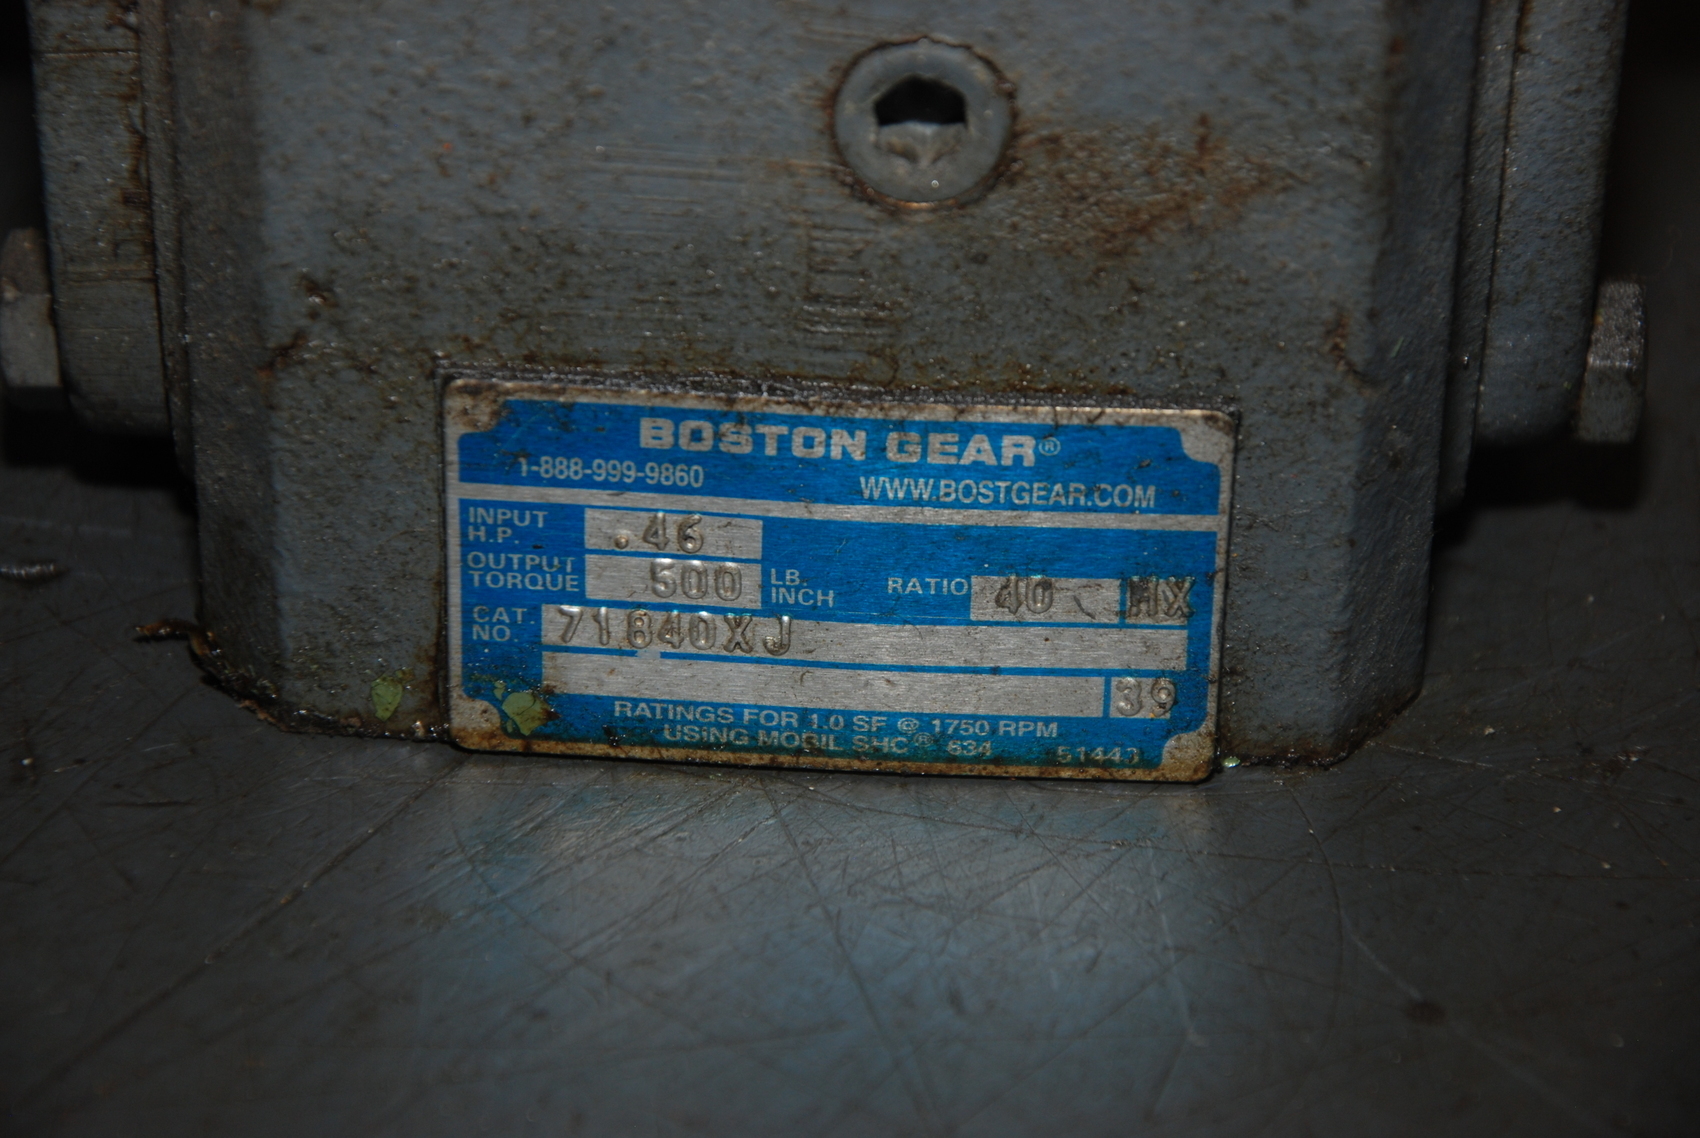 BOSTON GEAR®
1-888-999-9860
WWW.BOSTGEAR.COM
INPUT H.P. .46
OUTPUT TORQUE 500 LB. INCH
RATIO 40
CAT. NO. 71840XJ
39
RATINGS FOR 1.0 SF @ 1750 RPM
USING MOBIL SHC® 634